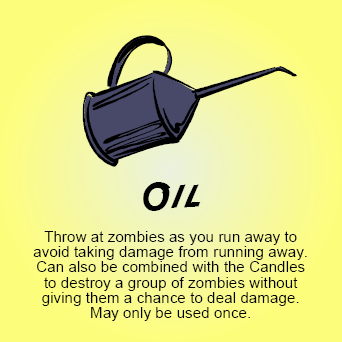 OIL
Throw at zombies as you run away to
avoid taking damage from running away.
Can also be combined with the Candles
to destroy a group of zombies without
giving them a chance to deal damage.
May only be used once.